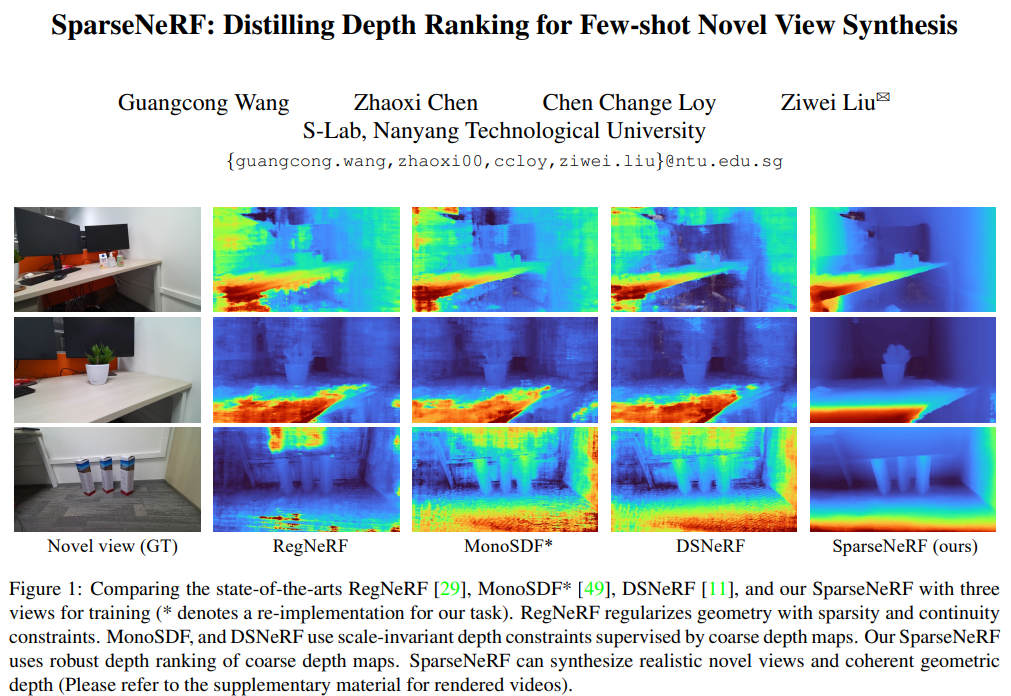 SparseNeRF: Distilling Depth Ranking for Few-shot Novel View Synthesis
Guangcong Wang Zhaoxi Chen Chen Change Loy Ziwei Liu✉
S-Lab, Nanyang Technological University
{guangcong.wang,zhaoxi00,ccloy,ziwei.liu}@ntu.edu.sg
Novel view (GT) RegNeRF MonoSDF* DSNeRF SparseNeRF (ours)
Figure 1: Comparing the state-of-the-arts RegNeRF [29], MonoSDF* [49], DSNeRF [11], and our SparseNeRF with three
views for training (* denotes a re-implementation for our task). RegNeRF regularizes geometry with sparsity and continuity
constraints. MonoSDF, and DSNeRF use scale-invariant depth constraints supervised by coarse depth maps. Our SparseNeRF
uses robust depth ranking of coarse depth maps. SparseNeRF can synthesize realistic novel views and coherent geometric
depth (Please refer to the supplementary material for rendered videos).